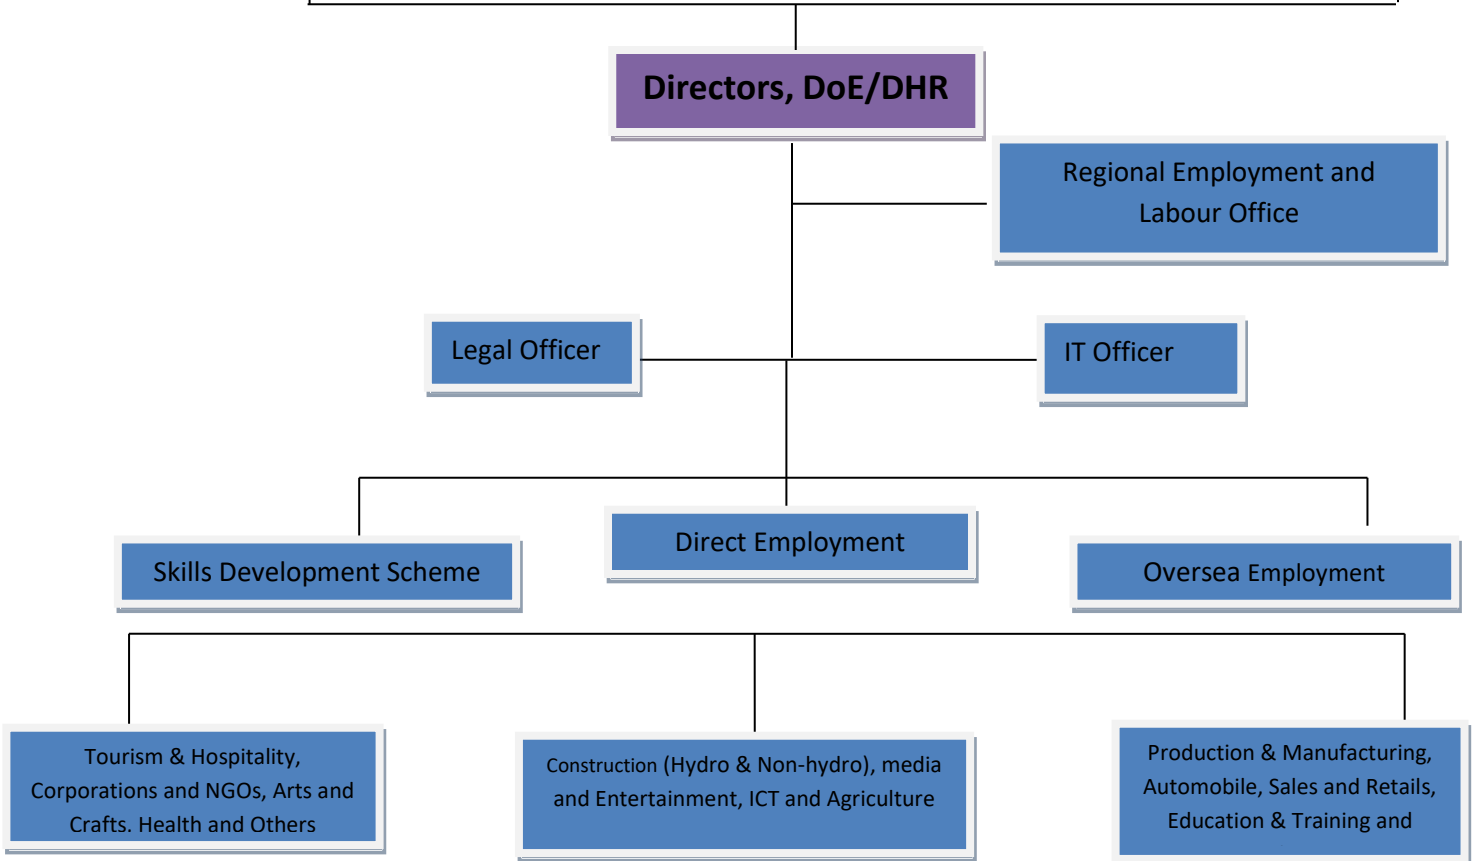 Directors, DoE/DHR
Regional Employment and
Labour Office
Legal Officer
IT Officer
Skills Development Scheme
Direct Employment
Oversea Employment
Tourism & Hospitality,
Corporations and NGOs, Arts and
Crafts. Health and Others
Construction (Hydro & Non-hydro), media
and Entertainment, ICT and Agriculture
Production & Manufacturing,
Automobile, Sales and Retails,
Education & Training and